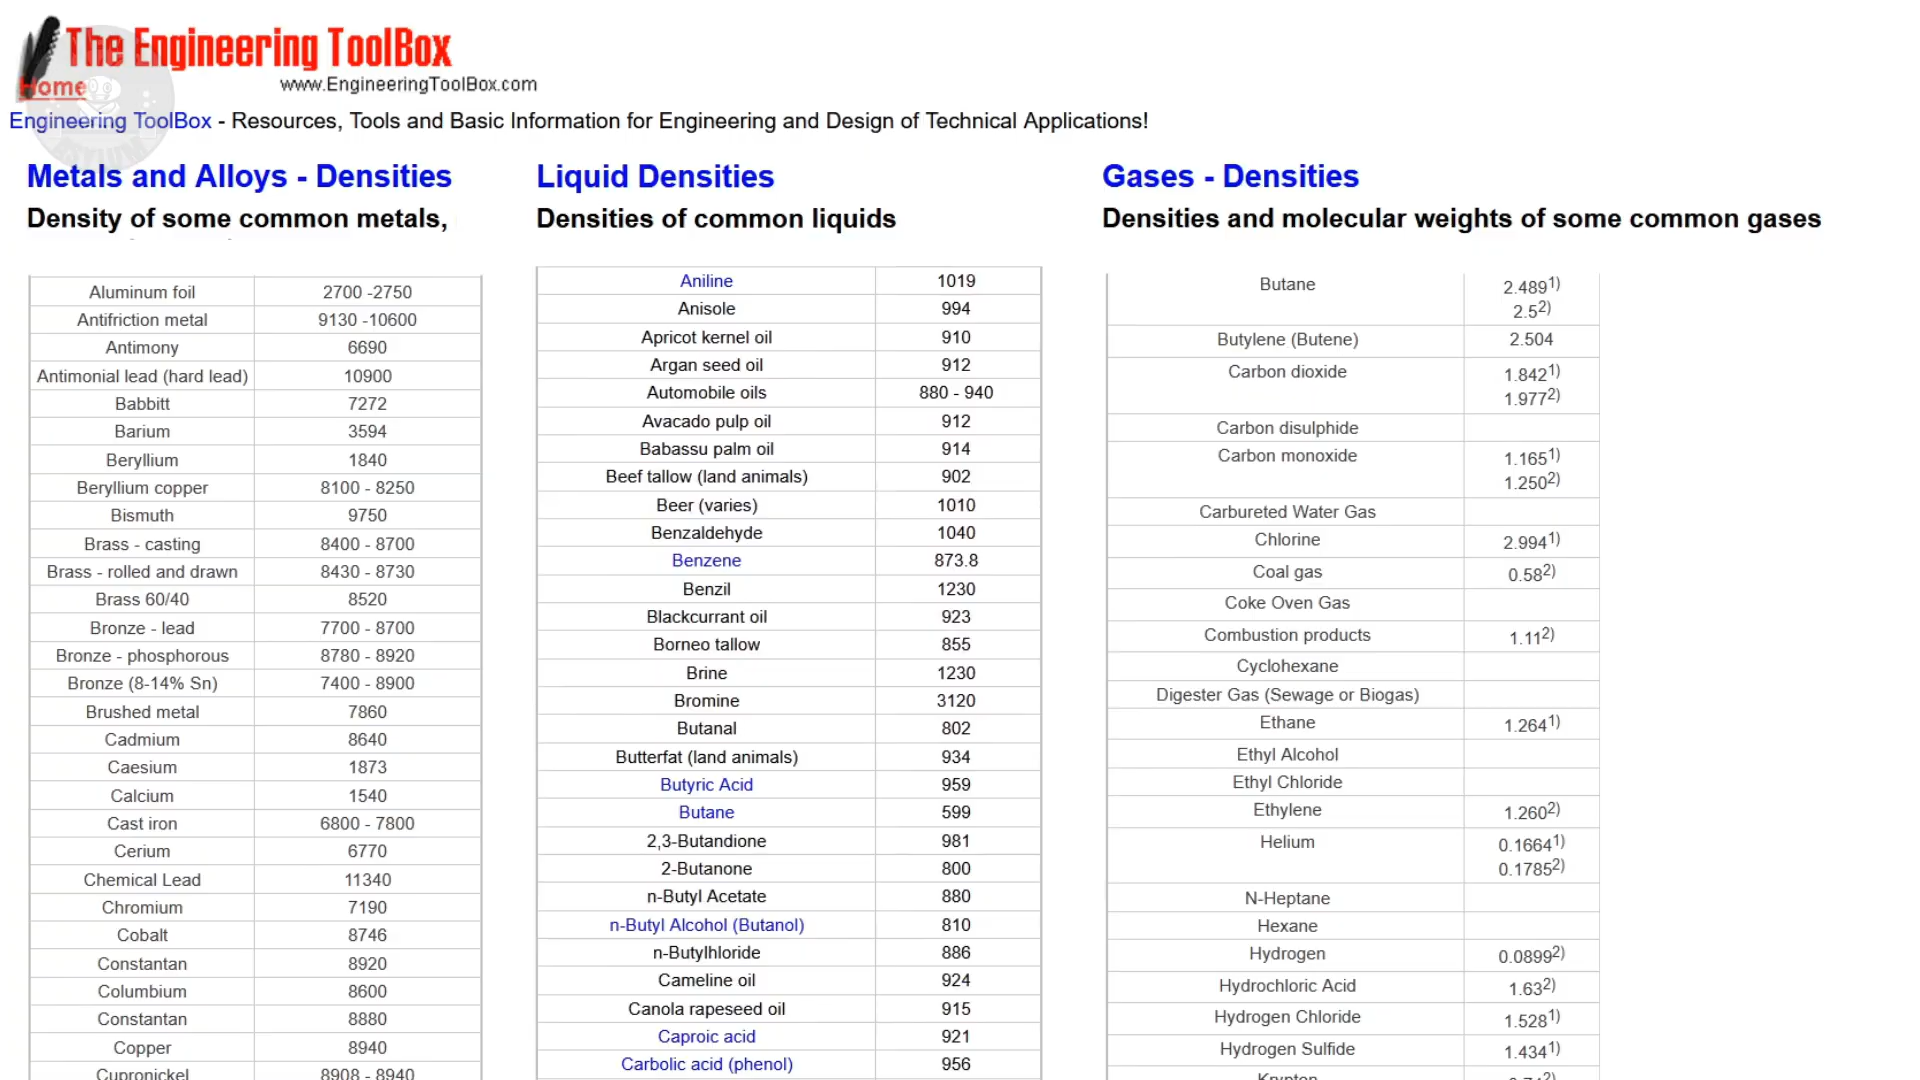 The Engineering ToolBox
Home
www.EngineeringToolBox.com
Engineering ToolBox - Resources, Tools and Basic Information for Engineering and Design of Technical Applications!
Metals and Alloys - Densities
Density of some common metals,
Aluminum foil 2700 -2750
Antifriction metal 9130 -10600
Antimony 6690
Antimonial lead (hard lead) 10900
Babbitt 7272
Barium 3594
Beryllium 1840
Beryllium copper 8100 - 8250
Bismuth 9750
Brass - casting 8400 - 8700
Brass - rolled and drawn 8430 - 8730
Brass 60/40 8520
Bronze - lead 7700 - 8700
Bronze - phosphorous 8780 - 8920
Bronze (8-14% Sn) 7400 - 8900
Brushed metal 7860
Cadmium 8640
Caesium 1873
Calcium 1540
Cast iron 6800 - 7800
Cerium 6770
Chemical Lead 11340
Chromium 7190
Cobalt 8746
Constantan 8920
Columbium 8600
Constantan 8880
Copper 8940
Cupronickel 8908 - 8940
Liquid Densities
Densities of common liquids
Aniline 1019
Anisole 994
Apricot kernel oil 910
Argan seed oil 912
Automobile oils 880 - 940
Avacado pulp oil 912
Babassu palm oil 914
Beef tallow (land animals) 902
Beer (varies) 1010
Benzaldehyde 1040
Benzene 873.8
Benzil 1230
Blackcurrant oil 923
Borneo tallow 855
Brine 1230
Bromine 3120
Butanal 802
Butterfat (land animals) 934
Butyric Acid 959
Butane 599
2,3-Butandione 981
2-Butanone 800
n-Butyl Acetate 880
n-Butyl Alcohol (Butanol) 810
n-Butylhloride 886
Cameline oil 924
Canola rapeseed oil 915
Caproic acid 921
Carbolic acid (phenol) 956
Gases - Densities
Densities and molecular weights of some common gases
Butane 2.4891)
2.52)
Butylene (Butene) 2.504
Carbon dioxide 1.8421)
1.9772)
Carbon disulphide
Carbon monoxide 1.1651)
1.2502)
Carbureted Water Gas
Chlorine 2.9941)
Coal gas 0.582)
Coke Oven Gas
Combustion products 1.112)
Cyclohexane
Digester Gas (Sewage or Biogas)
Ethane 1.2641)
Ethyl Alcohol
Ethyl Chloride
Ethylene 1.2602)
Helium 0.16641)
0.17852)
N-Heptane
Hexane
Hydrogen 0.08992)
Hydrochloric Acid 1.632)
Hydrogen Chloride 1.5281)
Hydrogen Sulfide 1.4341)
Krypton